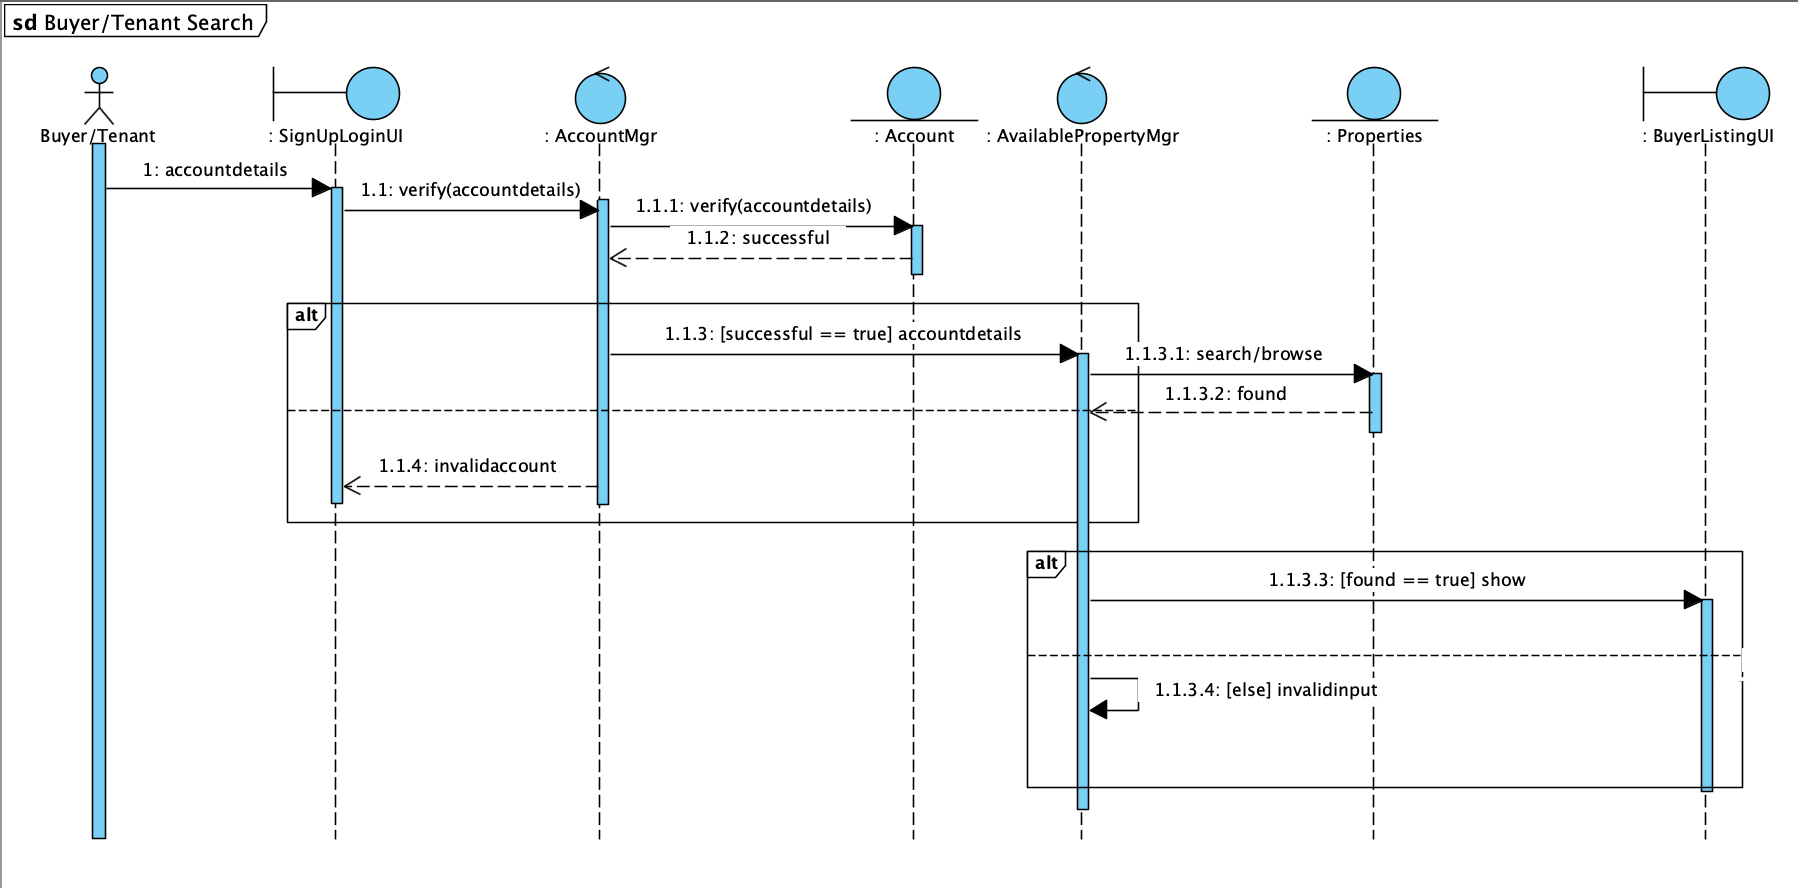 sd Buyer/Tenant Search
Buyer/Tenant
: SignUpLoginUI
: AccountMgr
: Account
: AvailablePropertyMgr
: Properties
: BuyerListingUI
1: accountdetails
1.1: verify(accountdetails)
1.1.1: verify(accountdetails)
1.1.2: successful
alt
1.1.3: [successful == true] accountdetails
1.1.3.1: search/browse
1.1.3.2: found
1.1.4: invalidaccount
alt
1.1.3.3: [found == true] show
1.1.3.4: [else] invalidinput